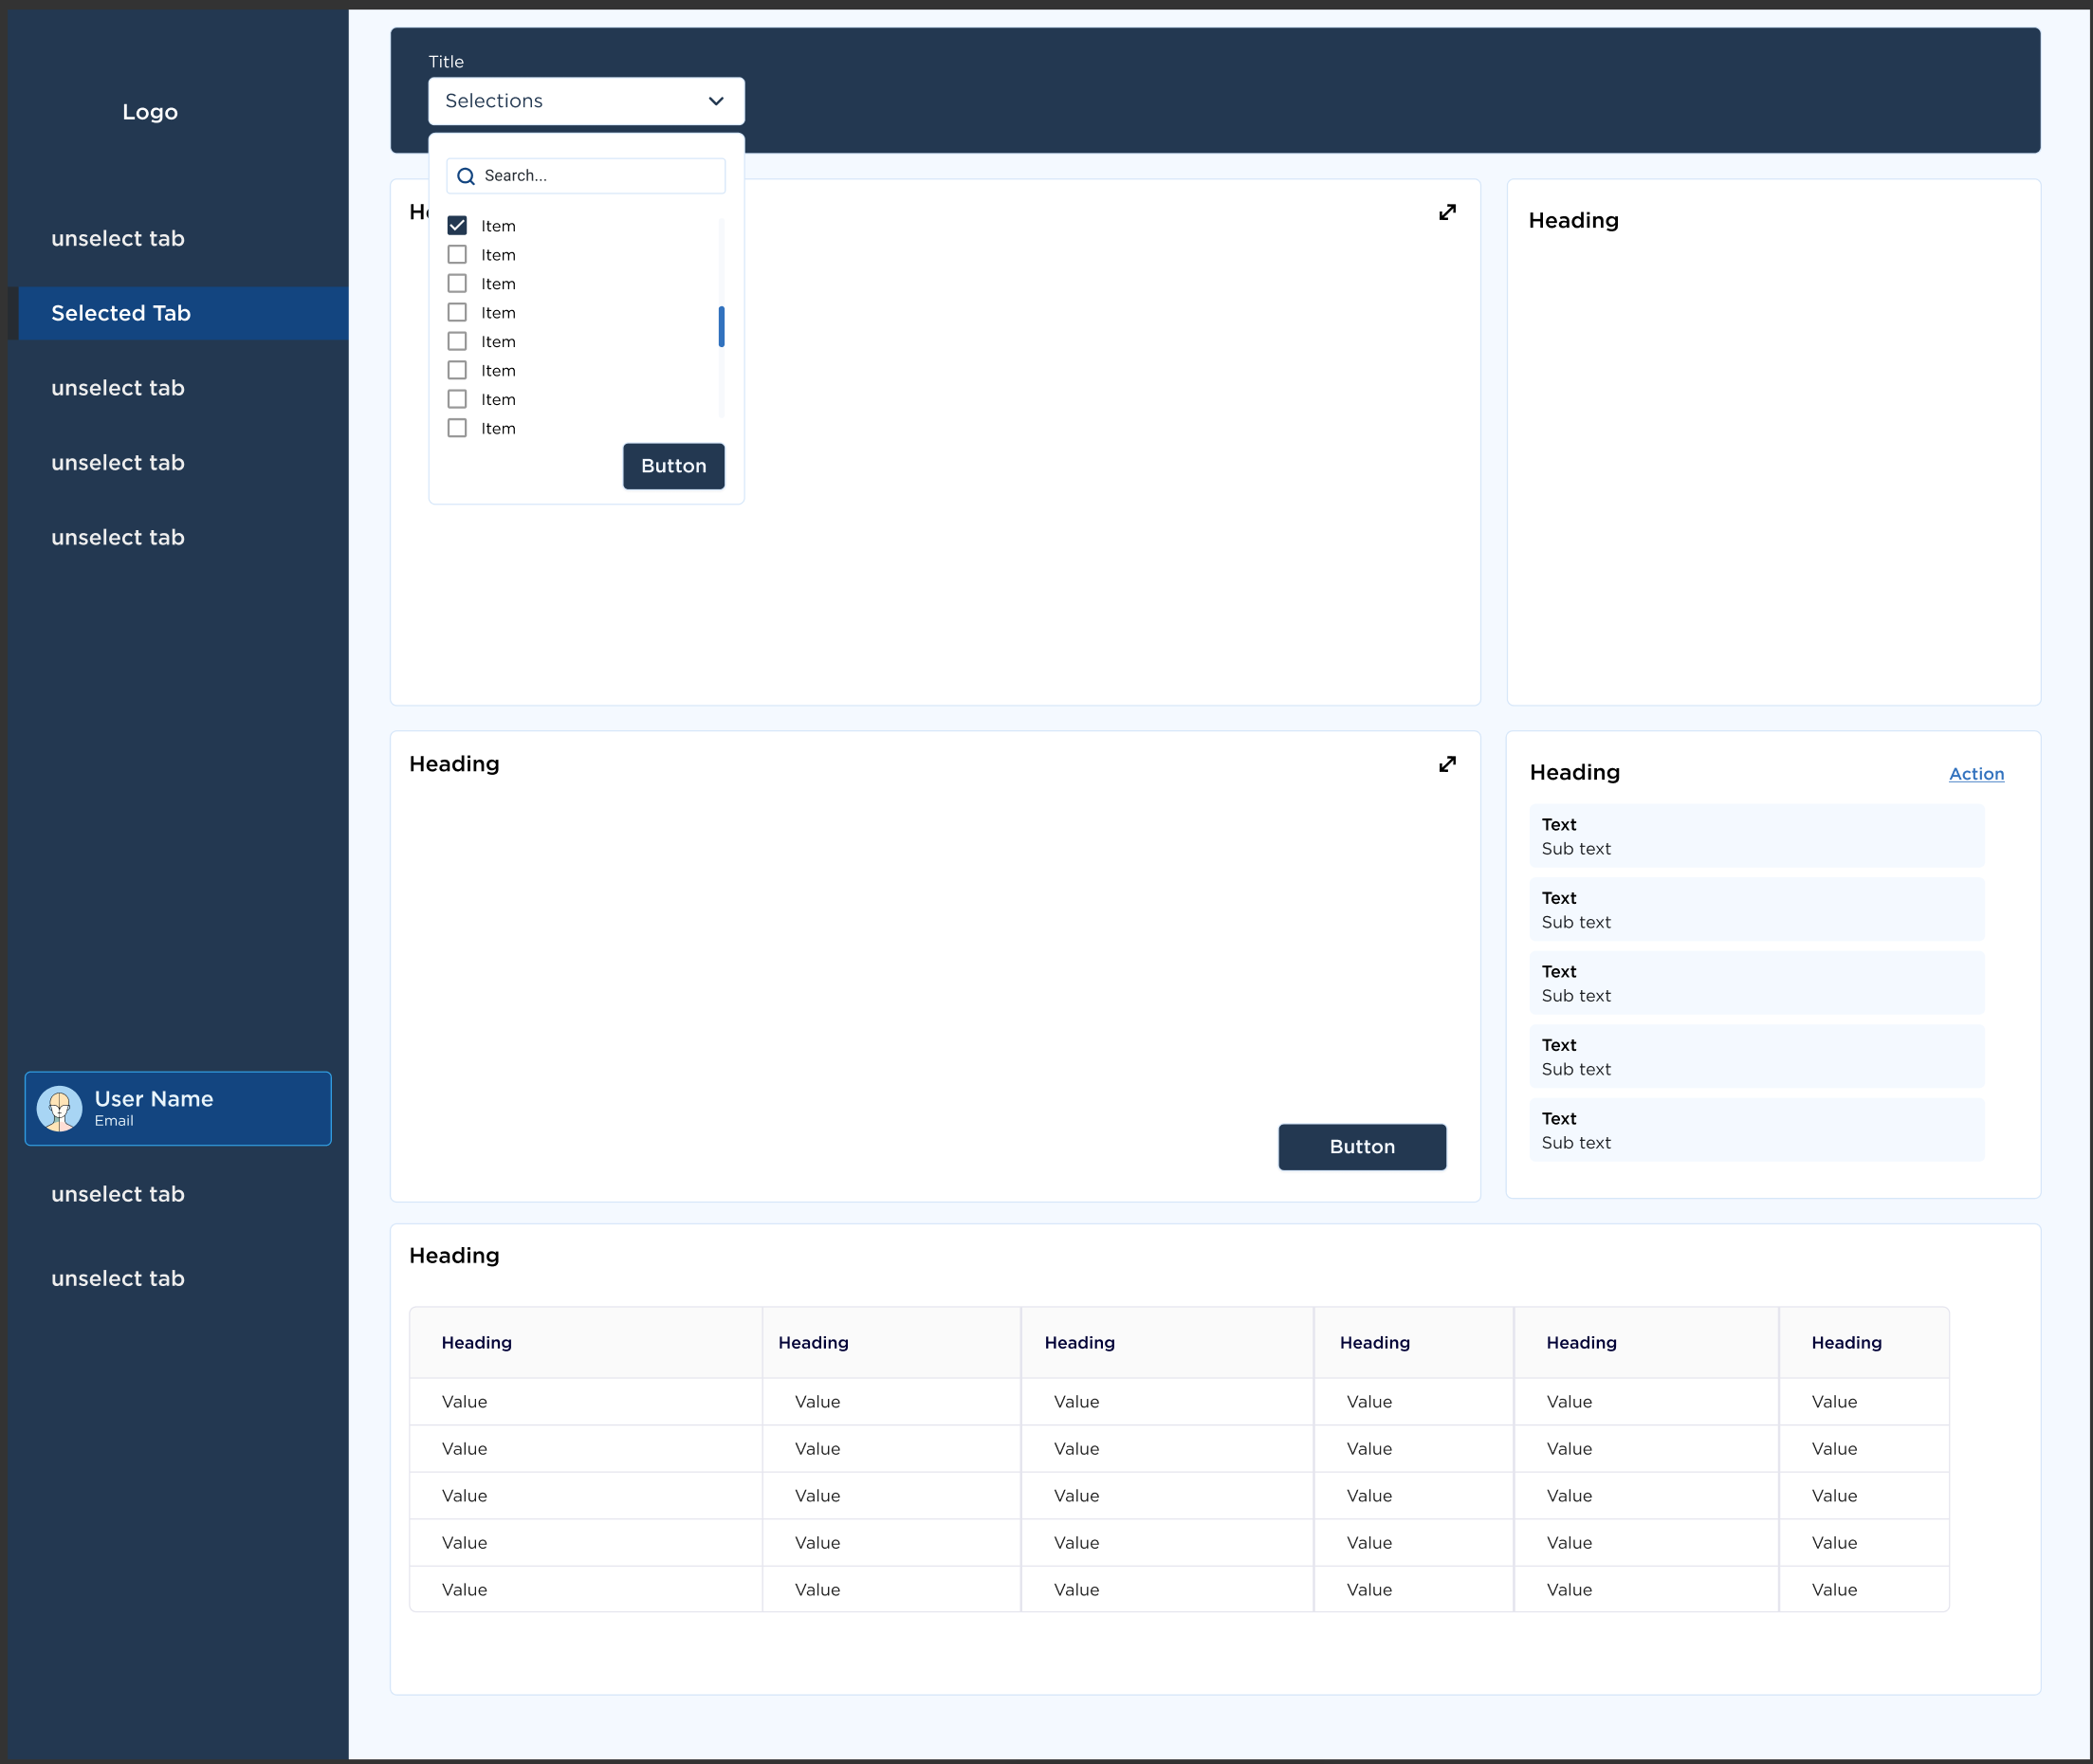 Logo
unselect tab
Selected Tab
unselect tab
unselect tab
unselect tab
User Name
Email
unselect tab
unselect tab
Title
Selections
Search...
Item
Item
Item
Item
Item
Item
Item
Item
Button
Heading
Heading
Button
Heading
Action
Text
Sub text
Text
Sub text
Text
Sub text
Text
Sub text
Text
Sub text
Heading
Heading Heading Heading Heading Heading Heading
Value Value Value Value Value Value
Value Value Value Value Value Value
Value Value Value Value Value Value
Value Value Value Value Value Value
Value Value Value Value Value Value